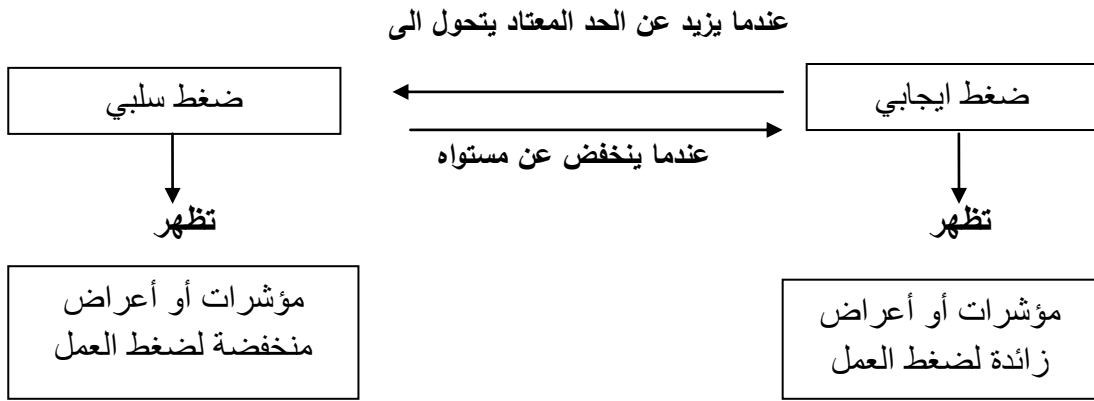 عندما يزيد عن الحد المعتاد يتحول الى
ضغط ايجابي
ضغط سلبي
عندما ينخفض عن مستواه
تظهر
تظهر
مؤشرات أو أعراض
زائدة لضغط العمل
مؤشرات أو أعراض
منخفضة لضغط العمل